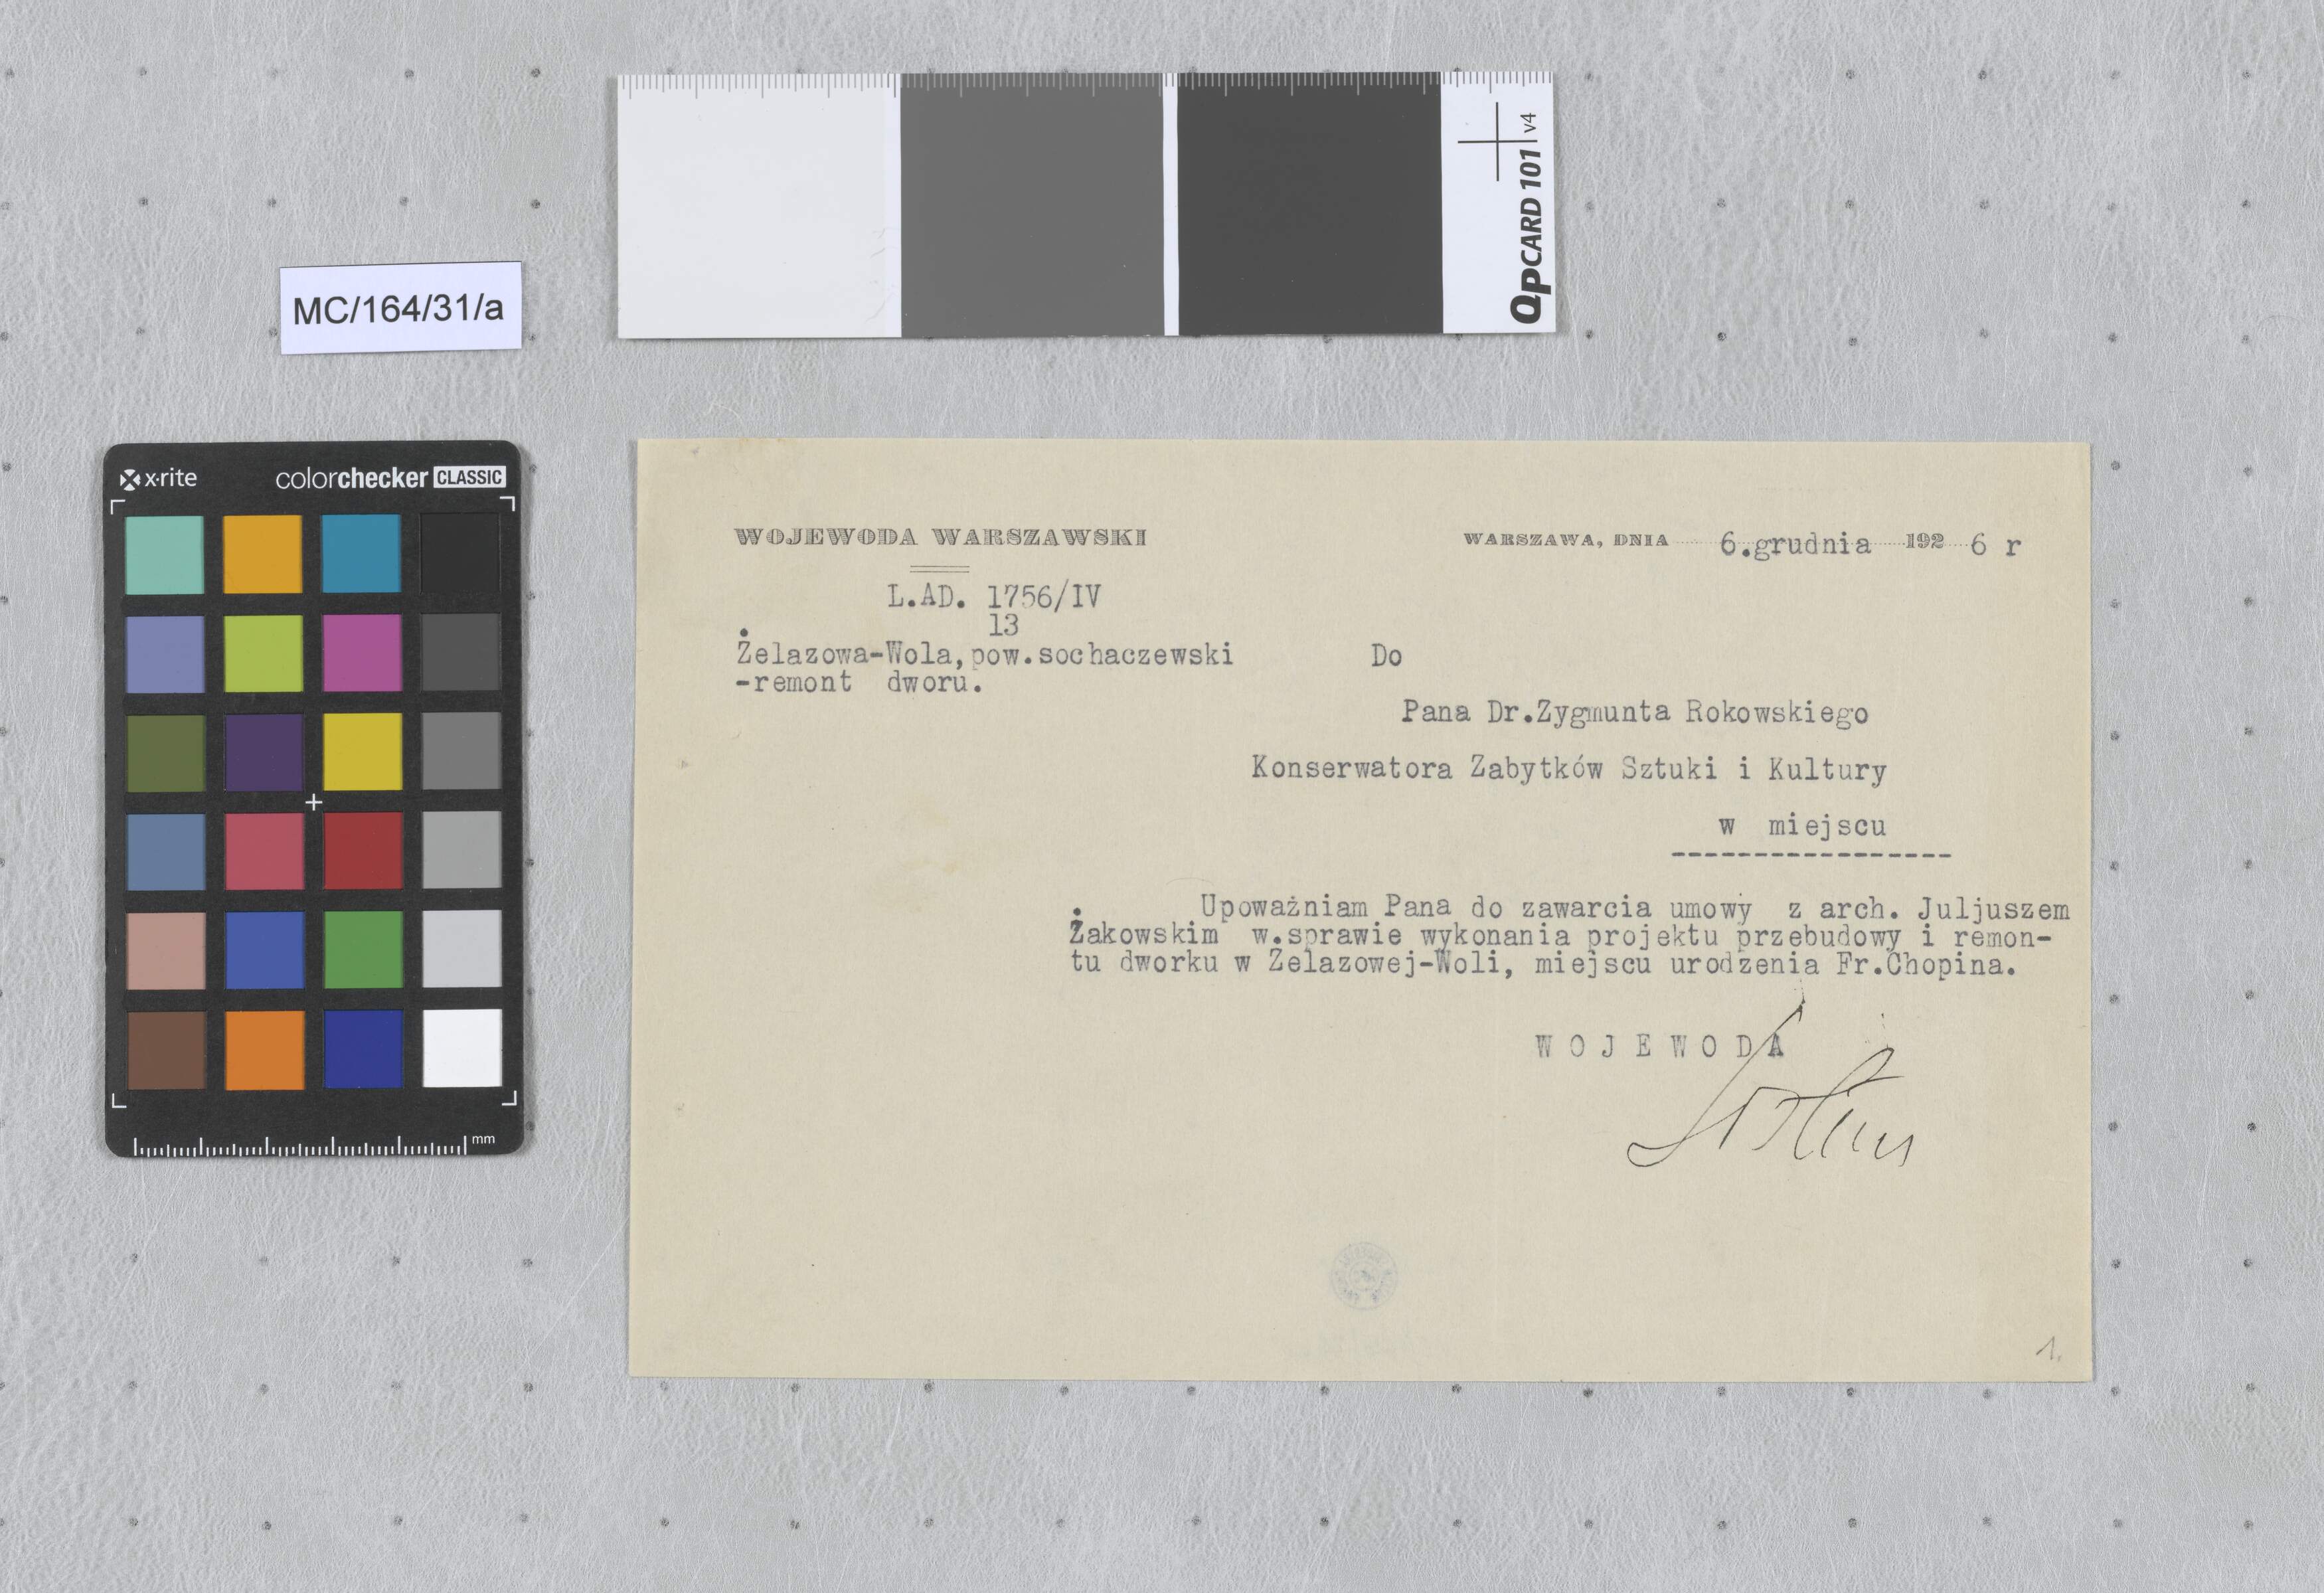 QPCARD 101 v4
MC/164/31/a
x·rite colorchecker CLASSIC
mm
WOJEWODA WARSZAWSKI
WARSZAWA, DNIA 6.grudnia 192 6 r
L.AD. 1756/IV
13
Żelazowa-Wola,pow.sochaczewski
-remont dworu.
Do
Pana Dr.Zygmunta Rokowskiego
Konserwatora Zabytków Sztuki i Kultury
w miejscu
-----------------
Upoważniam Pana do zawarcia umowy z arch. Juljuszem
Żakowskim w.sprawie wykonania projektu przebudowy i remon-
tu dworku w Żelazowej-Woli, miejscu urodzenia Fr.Chopina.
W O J E W O D A
1.